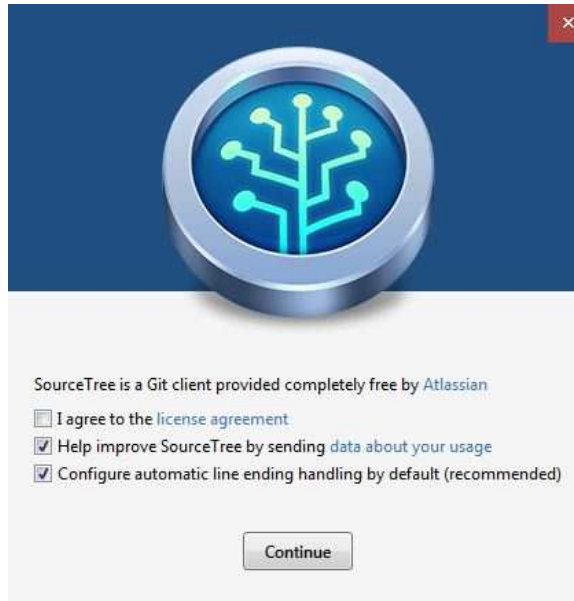 SourceTree is a Git client provided completely free by Atlassian
I agree to the license agreement
Help improve SourceTree by sending data about your usage
Configure automatic line ending handling by default (recommended)
Continue